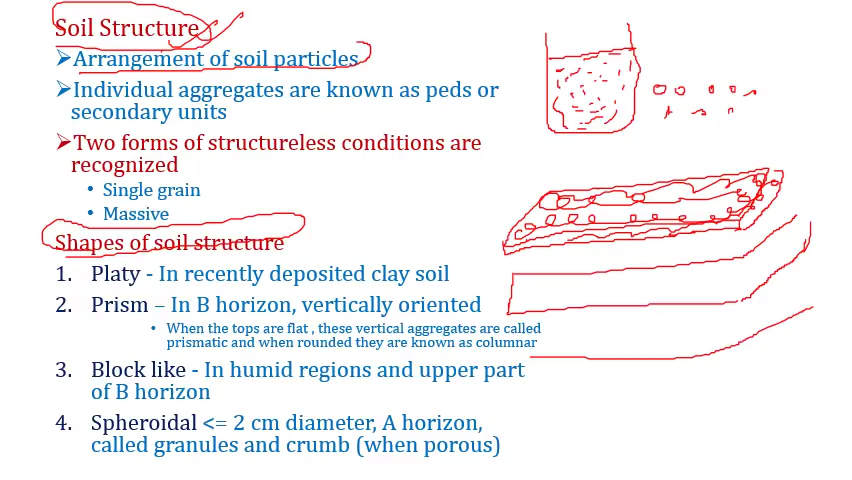 Soil Structure
➢Arrangement of soil particles
➢Individual aggregates are known as peds or
secondary units
➢Two forms of structureless conditions are
recognized
• Single grain
• Massive
Shapes of soil structure
1. Platy - In recently deposited clay soil
2. Prism – In B horizon, vertically oriented
• When the tops are flat , these vertical aggregates are called
prismatic and when rounded they are known as columnar
3. Block like - In humid regions and upper part
of B horizon
4. Spheroidal <= 2 cm diameter, A horizon,
called granules and crumb (when porous)